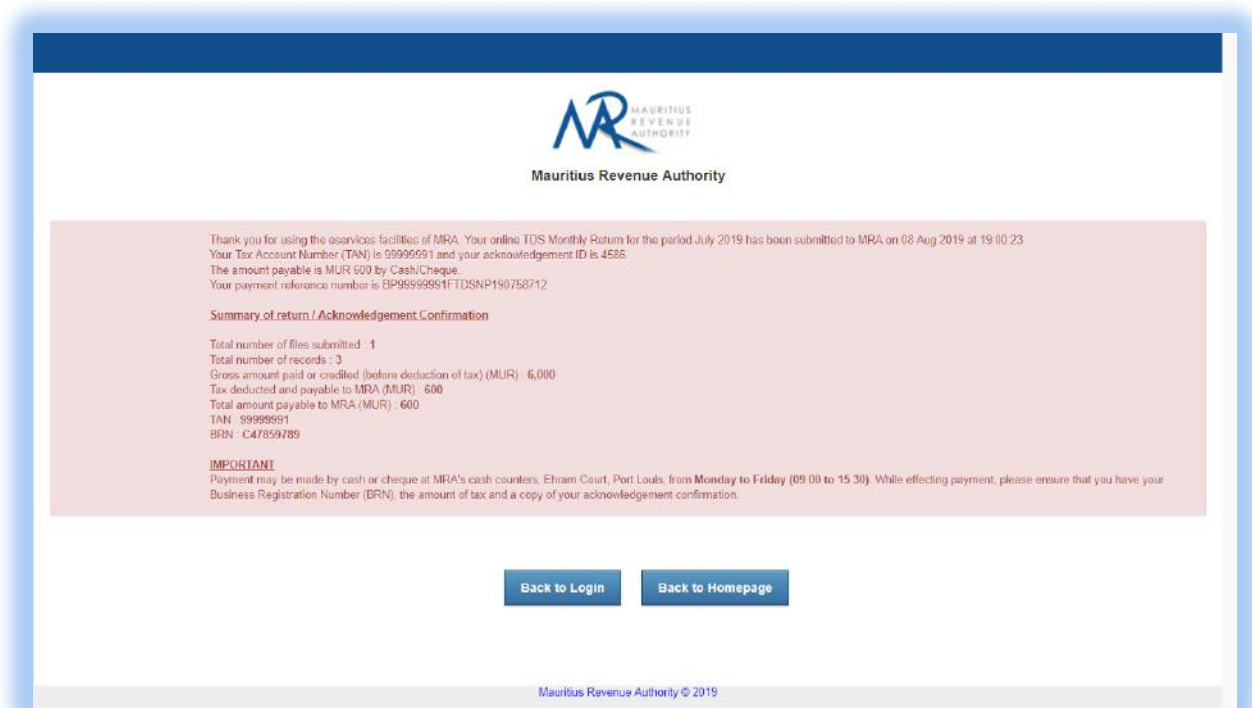 MAURITIUS
REVENUE
AUTHORITY
Mauritius Revenue Authority
Thank you for using the eservices facilities of MRA. Your online TDS Monthly Return for the period July 2019 has been submitted to MRA on 08 Aug 2019 at 19:00:23.
Your Tax Account Number (TAN) is 99999991 and your acknowledgement ID is 4586.
The amount payable is MUR 600 by Cash/Cheque.
Your payment reference number is BP99999991FTDSNP190758712
Summary of return / Acknowledgement Confirmation
Total number of files submitted : 1
Total number of records : 3
Gross amount paid or credited (before deduction of tax) (MUR) : 6,000
Tax deducted and payable to MRA (MUR) : 600
Total amount payable to MRA (MUR) : 600
TAN : 99999991
BRN : C47859789
IMPORTANT
Payment may be made by cash or cheque at MRA's cash counters, Ehram Court, Port Louis, from Monday to Friday (09 00 to 15 30). While effecting payment, please ensure that you have your
Business Registration Number (BRN), the amount of tax and a copy of your acknowledgement confirmation.
Back to Login Back to Homepage
Mauritius Revenue Authority © 2019